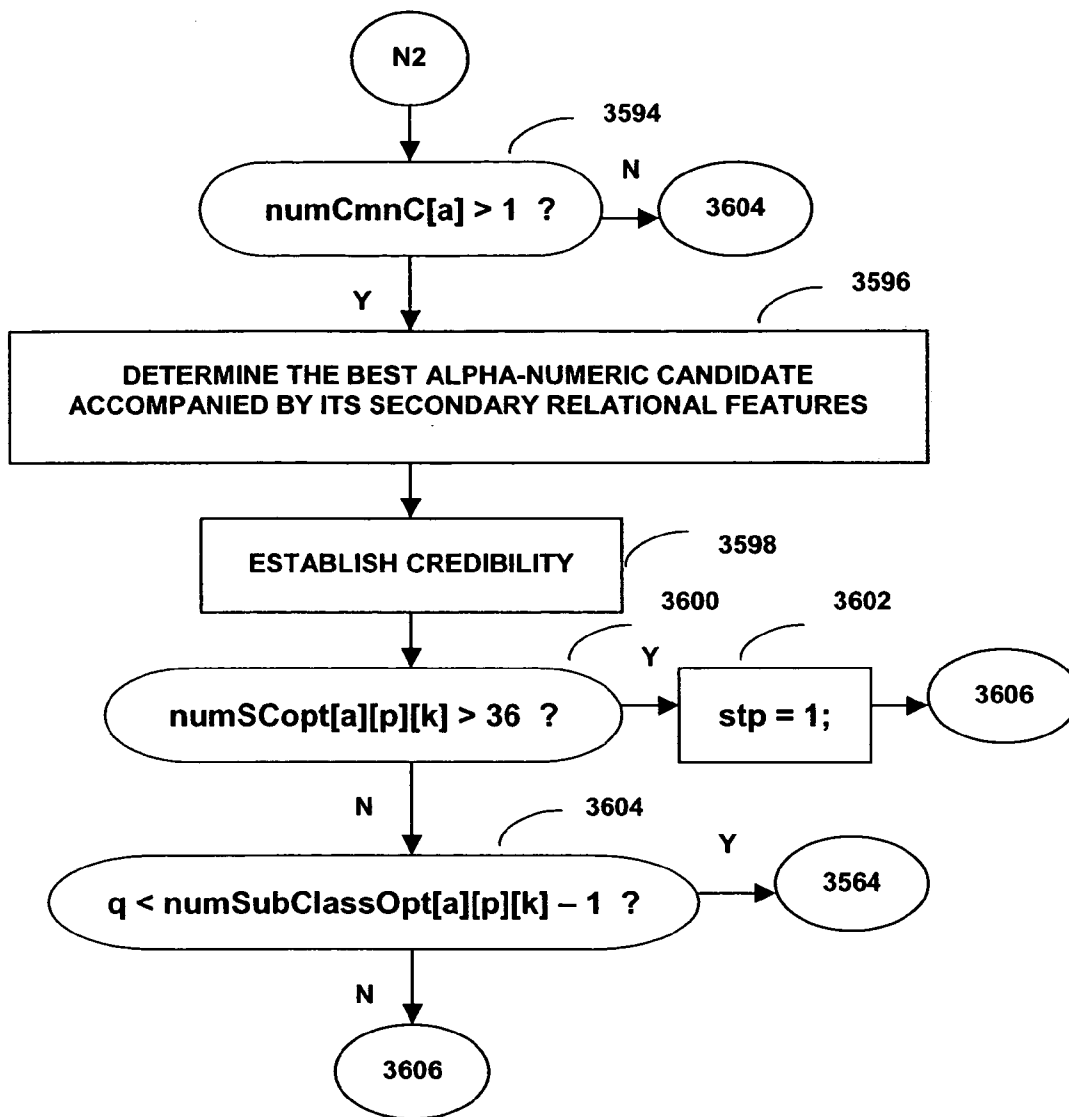 N2
3594
numCmnC[a] > 1 ?
N
3604
Y
3596
DETERMINE THE BEST ALPHA-NUMERIC CANDIDATE
ACCOMPANIED BY ITS SECONDARY RELATIONAL FEATURES
ESTABLISH CREDIBILITY
3598
3600
3602
numSCopt[a][p][k] > 36 ?
Y
stp = 1;
3606
N
3604
q < numSubClassOpt[a][p][k] – 1 ?
Y
3564
N
3606